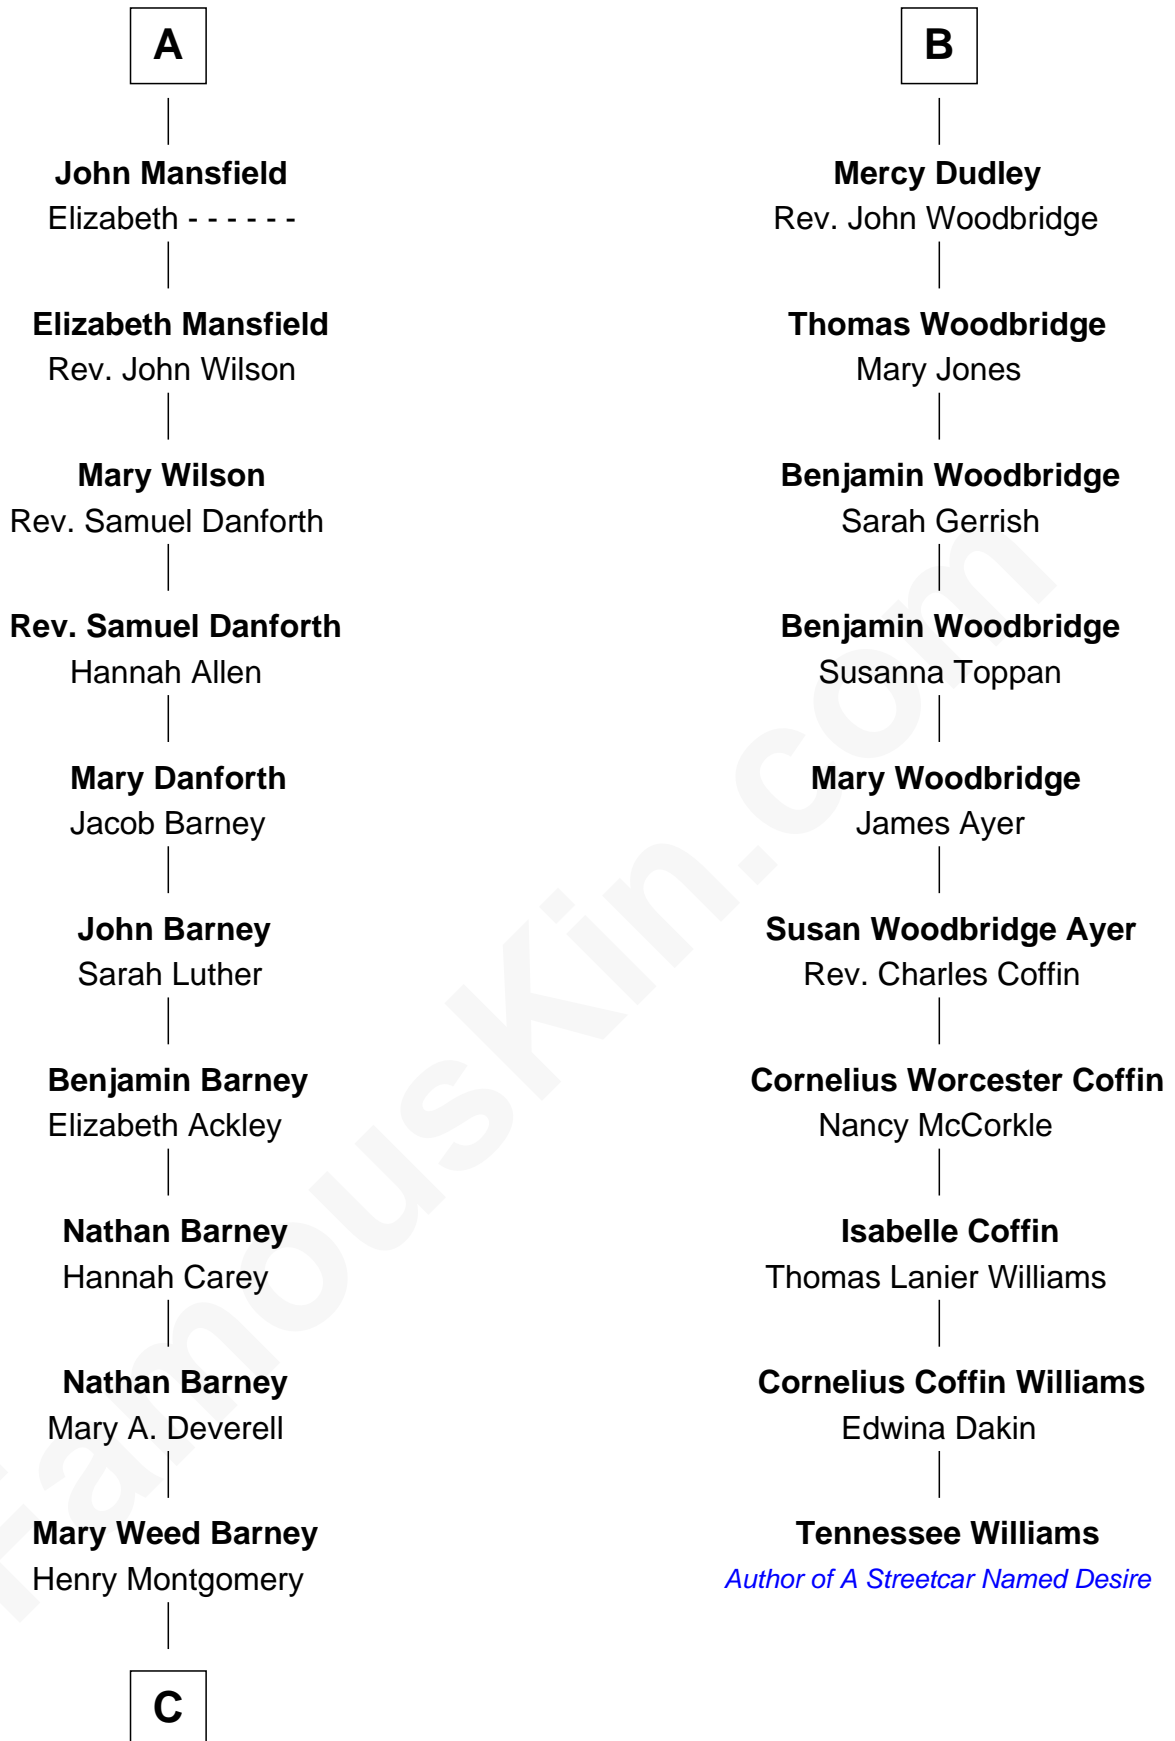 A
John Mansfield
Elizabeth - - - - - -
Elizabeth Mansfield
Rev. John Wilson
Mary Wilson
Rev. Samuel Danforth
Rev. Samuel Danforth
Hannah Allen
Mary Danforth
Jacob Barney
John Barney
Sarah Luther
Benjamin Barney
Elizabeth Ackley
Nathan Barney
Hannah Carey
Nathan Barney
Mary A. Deverell
Mary Weed Barney
Henry Montgomery
C
B
Mercy Dudley
Rev. John Woodbridge
Thomas Woodbridge
Mary Jones
Benjamin Woodbridge
Sarah Gerrish
Benjamin Woodbridge
Susanna Toppan
Mary Woodbridge
James Ayer
Susan Woodbridge Ayer
Rev. Charles Coffin
Cornelius Worcester Coffin
Nancy McCorkle
Isabelle Coffin
Thomas Lanier Williams
Cornelius Coffin Williams
Edwina Dakin
Tennessee Williams
Author of A Streetcar Named Desire
FamousKin.com